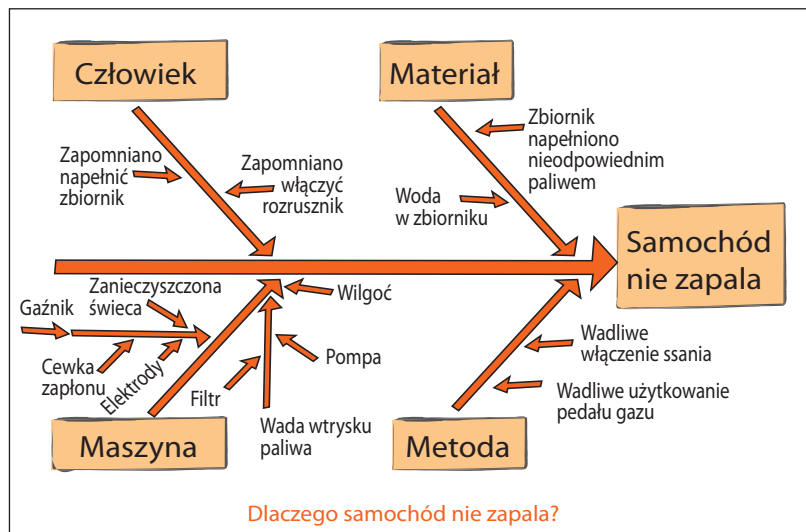 Człowiek
Materiał
Zapomniano
napełnić
zbiornik
Zapomniano
włączyć
rozrusznik
Zbiornik
napełniono
nieodpowiednim
paliwem
Woda
w zbiorniku
Samochód
nie zapala
Zanieczyszczona
świeca
Gaźnik
Cewka
zapłonu
Elektrody
Filtr
Wilgoć
Pompa
Wada wtrysku
paliwa
Wadliwe
włączenie ssania
Wadliwe użytkowanie
pedału gazu
Maszyna
Metoda
Dlaczego samochód nie zapala?